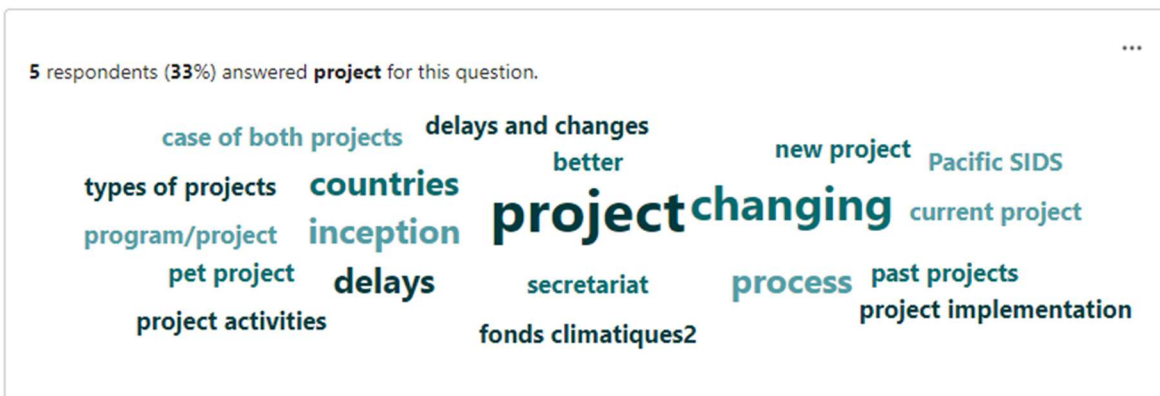 ...
5 respondents (33%) answered project for this question.
case of both projects
delays and changes
better
new project
Pacific SIDS
types of projects
countries
project
changing
current project
program/project
inception
pet project
delays
secretariat
process
past projects
project activities
fonds climatiques2
project implementation